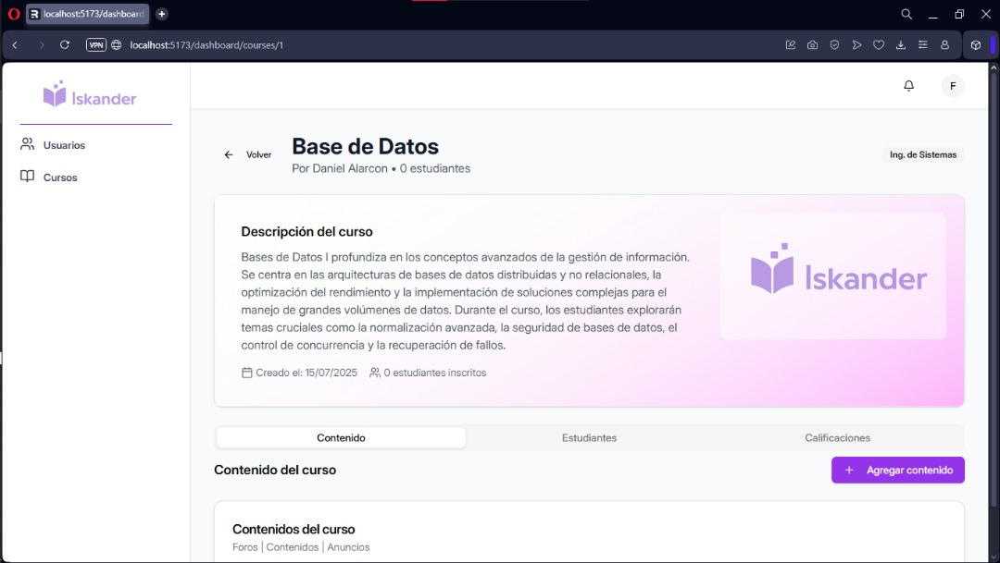 localhost:5173/dashboard
VPN localhost:5173/dashboard/courses/1
Iskander
F
Usuarios
Cursos
Volver
Base de Datos
Por Daniel Alarcon • 0 estudiantes
Ing. de Sistemas
Descripción del curso
Bases de Datos I profundiza en los conceptos avanzados de la gestión de información.
Se centra en las arquitecturas de bases de datos distribuidas y no relacionales, la
optimización del rendimiento y la implementación de soluciones complejas para el
manejo de grandes volúmenes de datos. Durante el curso, los estudiantes explorarán
temas cruciales como la normalización avanzada, la seguridad de bases de datos, el
control de concurrencia y la recuperación de fallos.
Creado el: 15/07/2025 0 estudiantes inscritos
Iskander
Contenido Estudiantes Calificaciones
Contenido del curso
+ Agregar contenido
Contenidos del curso
Foros | Contenidos | Anuncios